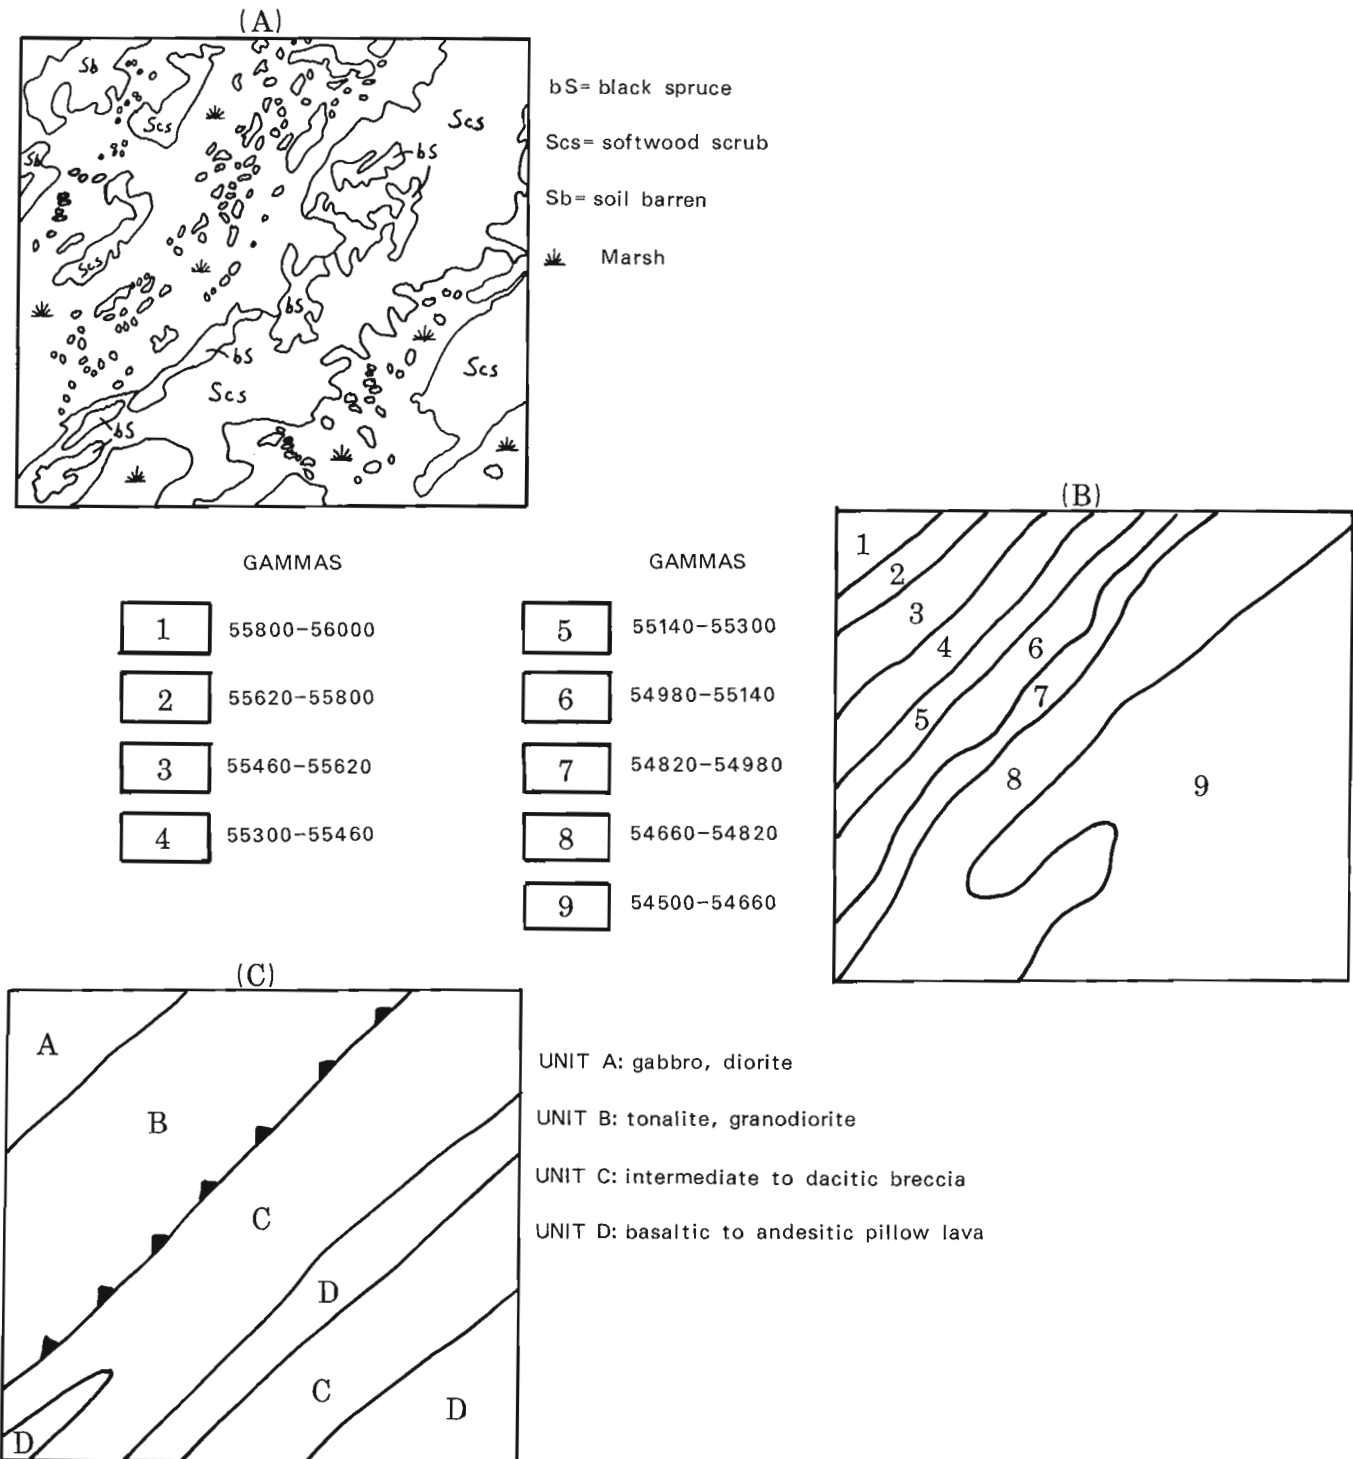 (A)
Sb
Scs
Scs
bS
Sb
Scs
bS
bS
Scs
Scs
bS
bS= black spruce
Scs= softwood scrub
Sb= soil barren
Marsh
(B)
1
2
3
4
5
6
7
8
9
GAMMAS
1 55800-56000
2 55620-55800
3 55460-55620
4 55300-55460
GAMMAS
5 55140-55300
6 54980-55140
7 54820-54980
8 54660-54820
9 54500-54660
(C)
A
B
C
D
C
D
D
UNIT A: gabbro, diorite
UNIT B: tonalite, granodiorite
UNIT C: intermediate to dacitic breccia
UNIT D: basaltic to andesitic pillow lava